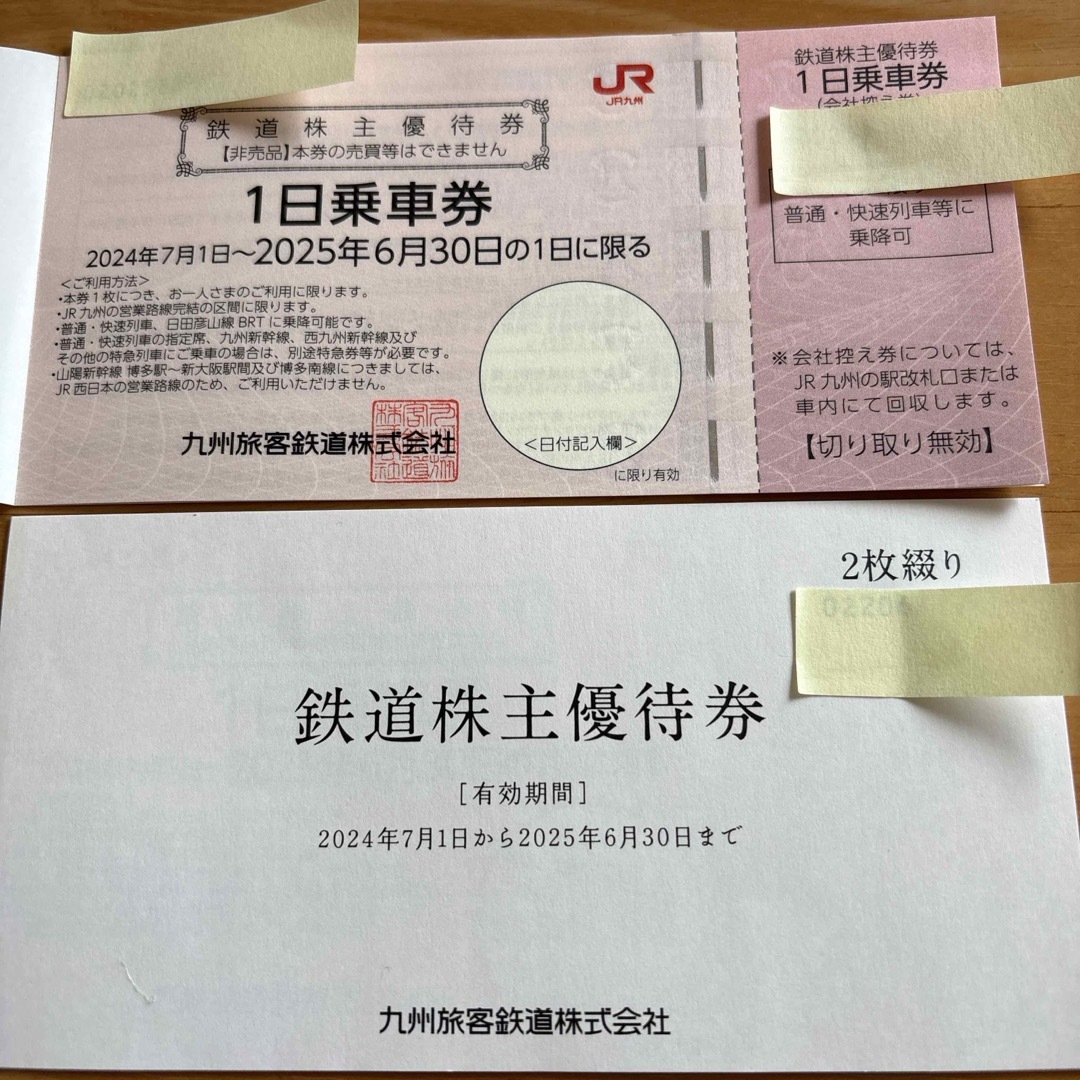 JR
JR九州
鉄道株主優待券
【非売品】本券の売買等はできません
1日乗車券
2024年7月1日～2025年6月30日の1日に限る
＜ご利用方法＞
・本券1枚につき、お一人さまのご利用に限ります。
・JR九州の営業路線完結の区間に限ります。
・普通・快速列車、日田彦山線BRTに乗降可能です。
・普通・快速列車の指定席、九州新幹線、西九州新幹線及び
その他の特急列車にご乗車の場合は、別途特急券等が必要です。
・山陽新幹線 博多駅～新大阪駅間及び博多南線につきましては、
JR西日本の営業路線のため、ご利用いただけません。
九州旅客鉄道株式会社
＜日付記入欄＞
に限り有効
鉄道株主優待券
1日乗車券
(会社控え券)
普通・快速列車等に
乗降可
※会社控え券については、
JR九州の駅改札口または
車内にて回収します。
【切り取り無効】
2枚綴り
鉄道株主優待券
［有効期間］
2024年7月1日から2025年6月30日まで
九州旅客鉄道株式会社